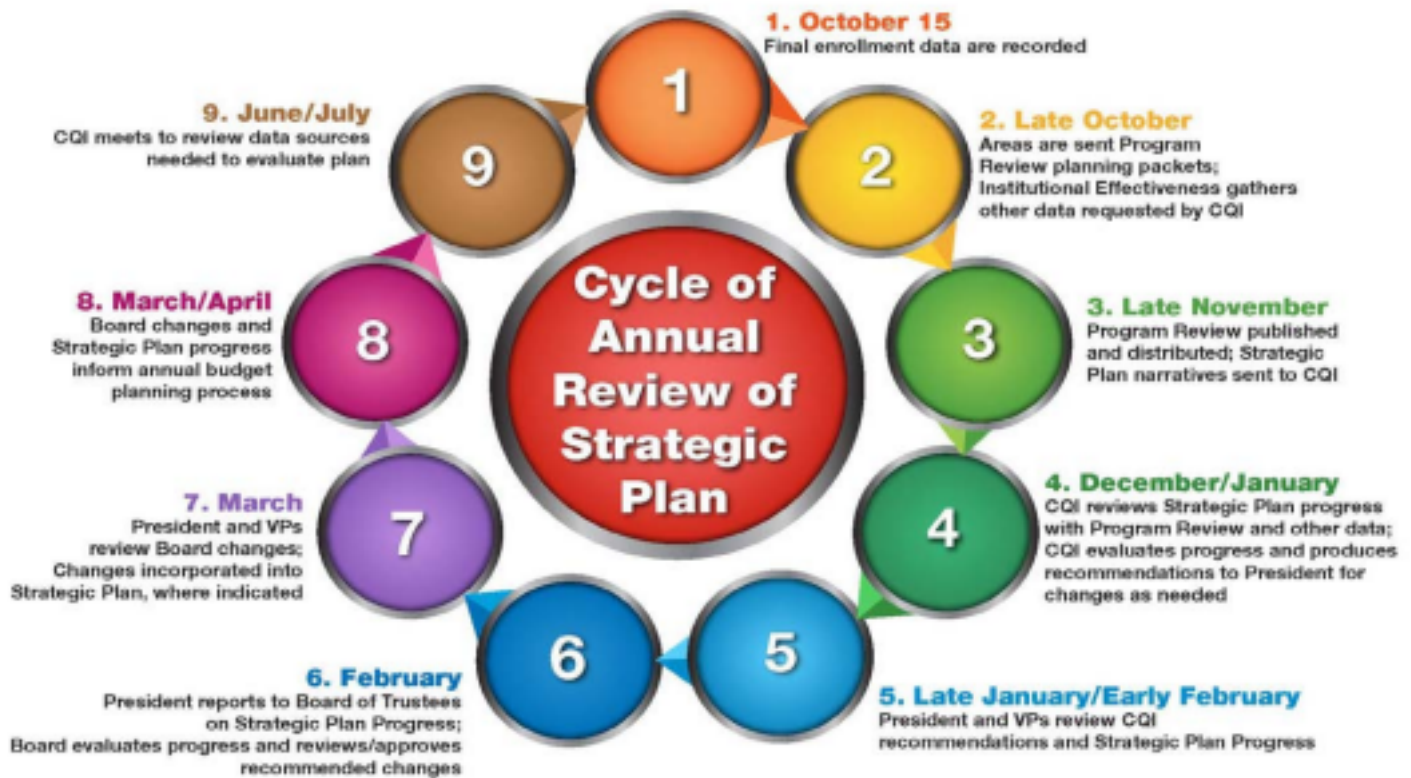 1
1. October 15
Final enrollment data are recorded
2
2. Late October
Areas are sent Program
Review planning packets;
Institutional Effectiveness gathers
other data requested by CQI
3
3. Late November
Program Review published
and distributed; Strategic
Plan narratives sent to CQI
4
4. December/January
CQI reviews Strategic Plan progress
with Program Review and other data;
CQI evaluates progress and produces
recommendations to President for
changes as needed
5
5. Late January/Early February
President and VPs review CQI
recommendations and Strategic Plan Progress
6
6. February
President reports to Board of Trustees
on Strategic Plan Progress;
Board evaluates progress and reviews/approves
recommended changes
7
7. March
President and VPs
review Board changes;
Changes incorporated into
Strategic Plan, where indicated
8
8. March/April
Board changes and
Strategic Plan progress
inform annual budget
planning process
9
9. June/July
CQI meets to review data sources
needed to evaluate plan
Cycle of
Annual
Review of
Strategic
Plan